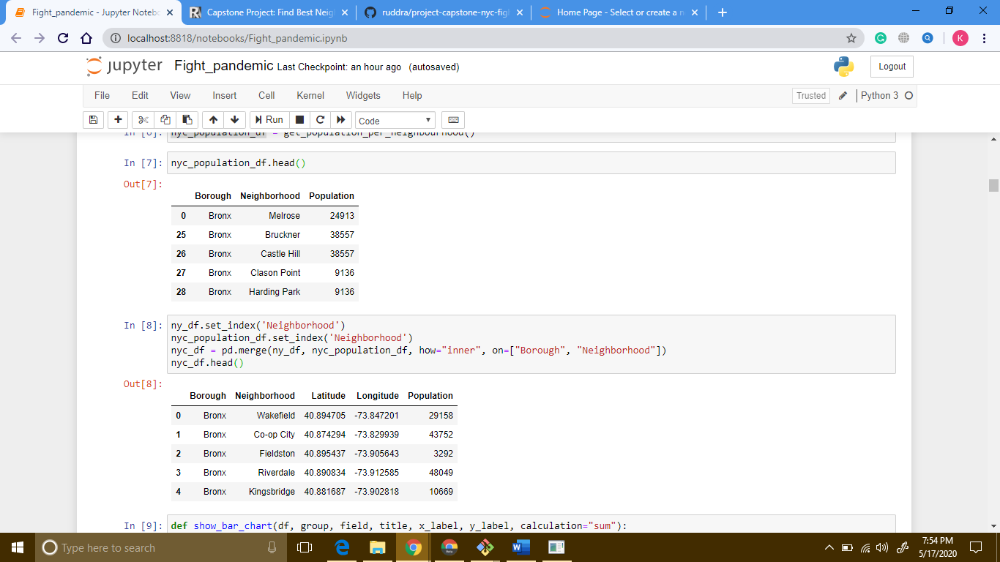 Fight_pandemic - Jupyter Notebo
Capstone Project: Find Best Neig
ruddra/project-capstone-nyc-fig
Home Page - Select or create a n
localhost:8818/notebooks/Fight_pandemic.ipynb
K
jupyter Fight_pandemic Last Checkpoint: an hour ago (autosaved)
Logout
File Edit View Insert Cell Kernel Widgets Help
Trusted
Python 3
Run
Code
In [6]: nyc_population_df = get_population_per_neighbourhood()
In [7]: nyc_population_df.head()
Out[7]:
Borough Neighborhood Population
0 Bronx Melrose 24913
25 Bronx Bruckner 38557
26 Bronx Castle Hill 38557
27 Bronx Clason Point 9136
28 Bronx Harding Park 9136
In [8]: ny_df.set_index('Neighborhood')
nyc_population_df.set_index('Neighborhood')
nyc_df = pd.merge(ny_df, nyc_population_df, how="inner", on=["Borough", "Neighborhood"])
nyc_df.head()
Out[8]:
Borough Neighborhood Latitude Longitude Population
0 Bronx Wakefield 40.894705 -73.847201 29158
1 Bronx Co-op City 40.874294 -73.829939 43752
2 Bronx Fieldston 40.895437 -73.905643 3292
3 Bronx Riverdale 40.890834 -73.912585 48049
4 Bronx Kingsbridge 40.881687 -73.902818 10669
In [9]: def show_bar_chart(df, group, field, title, x_label, y_label, calculation="sum"):
Type here to search
7:54 PM
5/17/2020